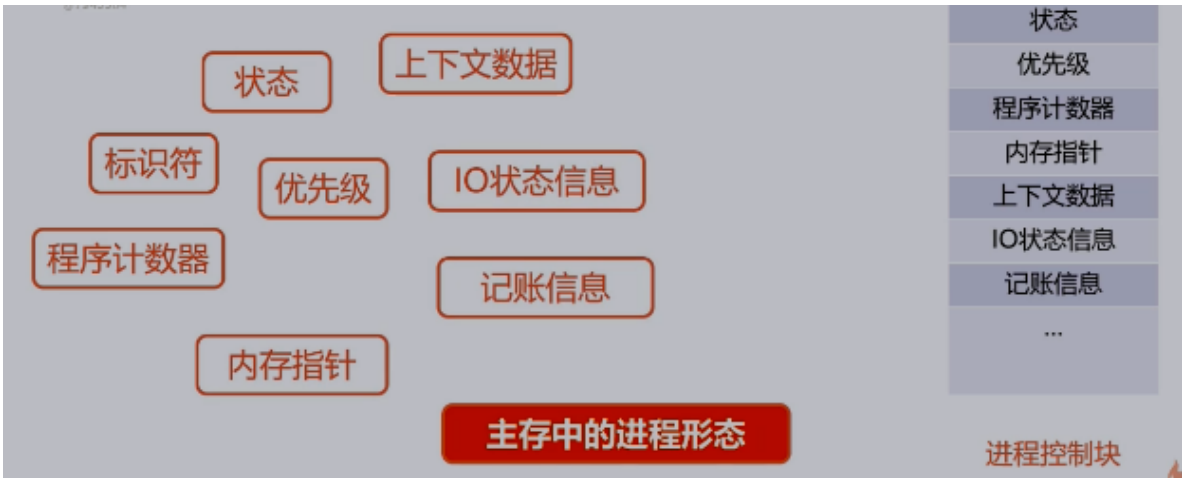 上下文数据
状态
标识符
优先级
IO状态信息
程序计数器
记账信息
内存指针
主存中的进程形态
状态
优先级
程序计数器
内存指针
上下文数据
IO状态信息
记账信息
...
进程控制块